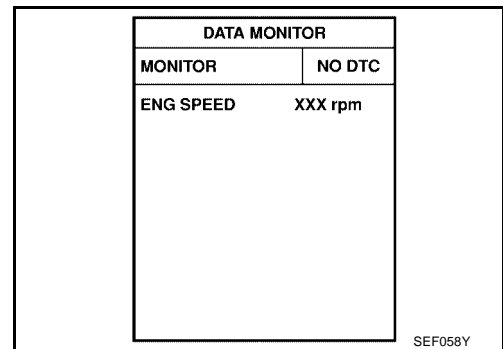 DATA MONITOR
MONITOR NO DTC
ENG SPEED XXX rpm
SEF058Y